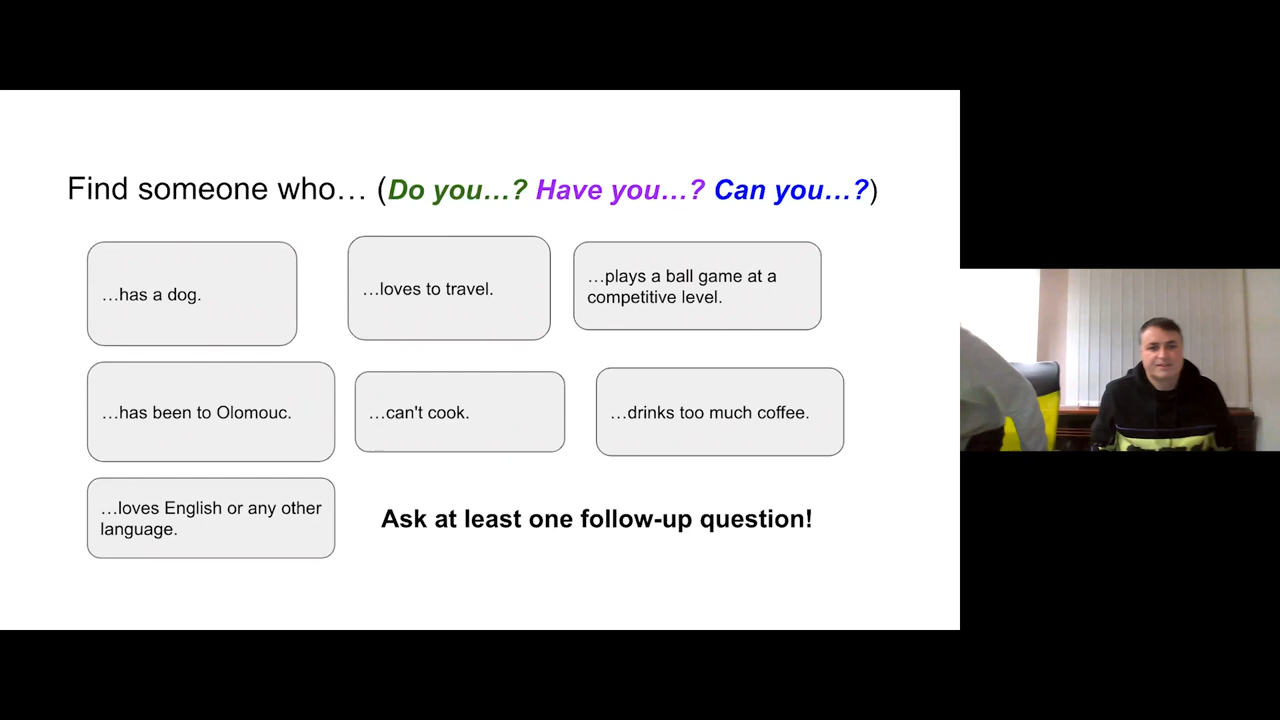 Find someone who… (Do you…? Have you…? Can you…?)
…has a dog.
…loves to travel.
…plays a ball game at a
competitive level.
…has been to Olomouc.
…can't cook.
…drinks too much coffee.
…loves English or any other
language.
Ask at least one follow-up question!